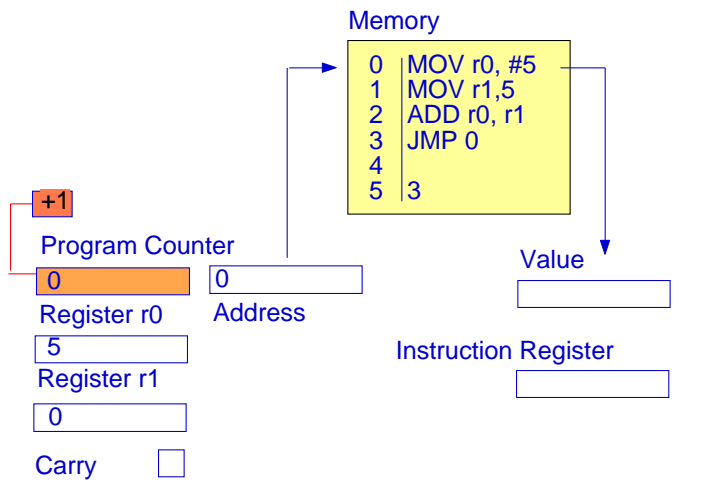 Memory
0 MOV r0, #5
1 MOV r1,5
2 ADD r0, r1
3 JMP 0
4
5 3
+1
Program Counter
0
0
Address
Value
Register r0
5
Instruction Register
Register r1
0
Carry